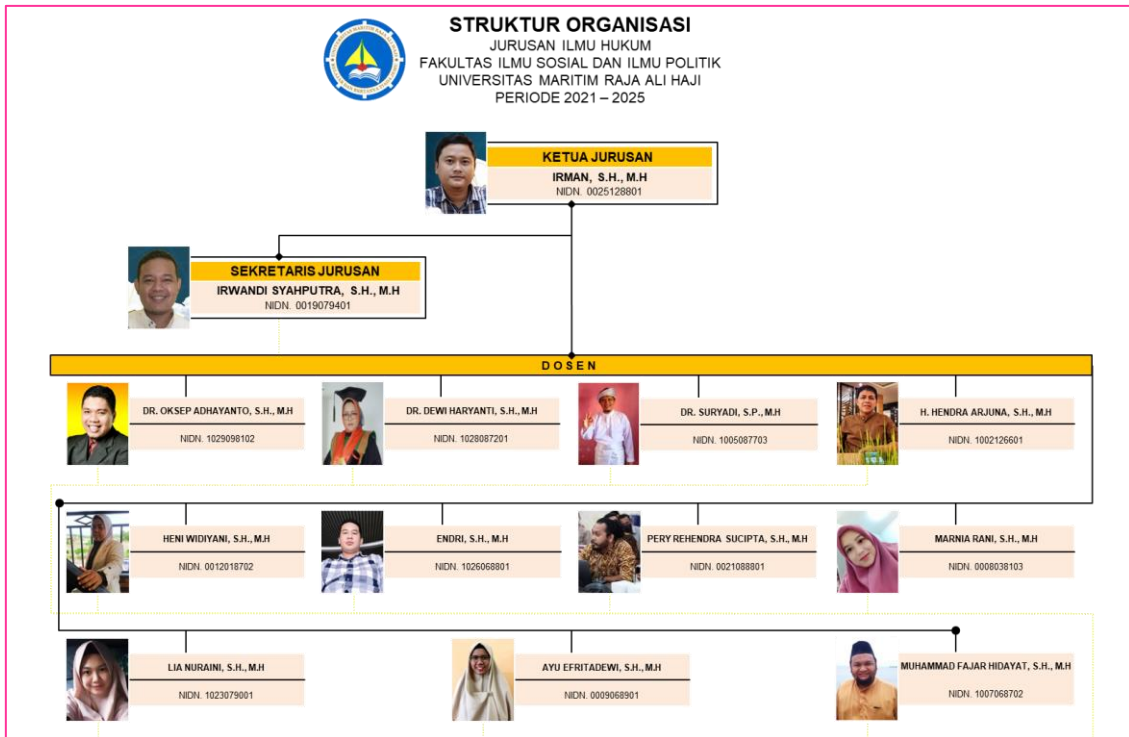 STRUKTUR ORGANISASI
JURUSAN ILMU HUKUM
FAKULTAS ILMU SOSIAL DAN ILMU POLITIK
UNIVERSITAS MARITIM RAJA ALI HAJI
PERIODE 2021 – 2025
KETUA JURUSAN
IRMAN, S.H., M.H
NIDN. 0025128801
SEKRETARIS JURUSAN
IRWANDI SYAHPUTRA, S.H., M.H
NIDN. 0019079401
D O S E N
DR. OKSEP ADHAYANTO, S.H., M.H
NIDN. 1029098102
DR. DEWI HARYANTI, S.H., M.H
NIDN. 1028087201
DR. SURYADI, S.P., M.H
NIDN. 1005087703
H. HENDRA ARJUNA, S.H., M.H
NIDN. 1002126601
HENI WIDIYANI, S.H., M.H
NIDN. 0012018702
ENDRI, S.H., M.H
NIDN. 1026068801
PERY REHENDRA SUCIPTA, S.H., M.H
NIDN. 0021088801
MARNIA RANI, S.H., M.H
NIDN. 0008038103
LIA NURAINI, S.H., M.H
NIDN. 1023079001
AYU EFRITADEWI, S.H., M.H
NIDN. 0009068901
MUHAMMAD FAJAR HIDAYAT, S.H., M.H
NIDN. 1007068702